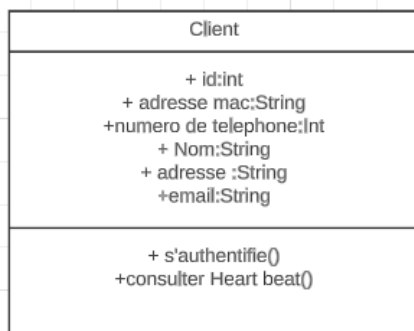 Client
+ id:int
+ adresse mac:String
+numero de telephone:Int
+ Nom:String
+ adresse :String
+email:String
+ s'authentifie()
+consulter Heart beat()